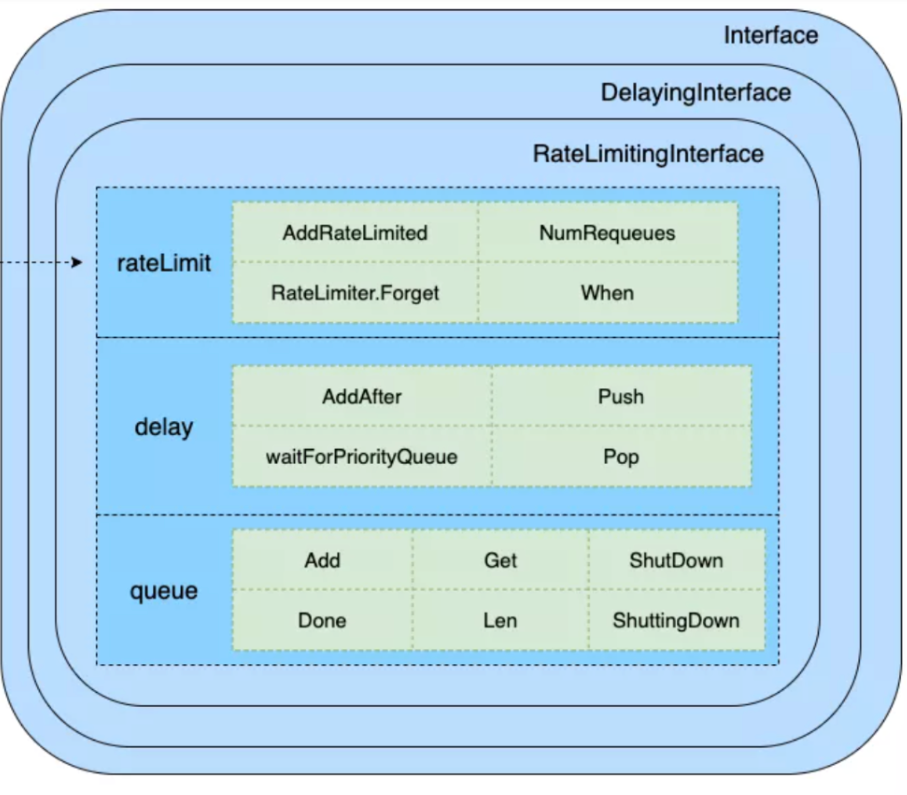 Interface
DelayingInterface
RateLimitingInterface
rateLimit
AddRateLimited
NumRequeues
RateLimiter.Forget
When
delay
AddAfter
Push
waitForPriorityQueue
Pop
queue
Add
Get
ShutDown
Done
Len
ShuttingDown